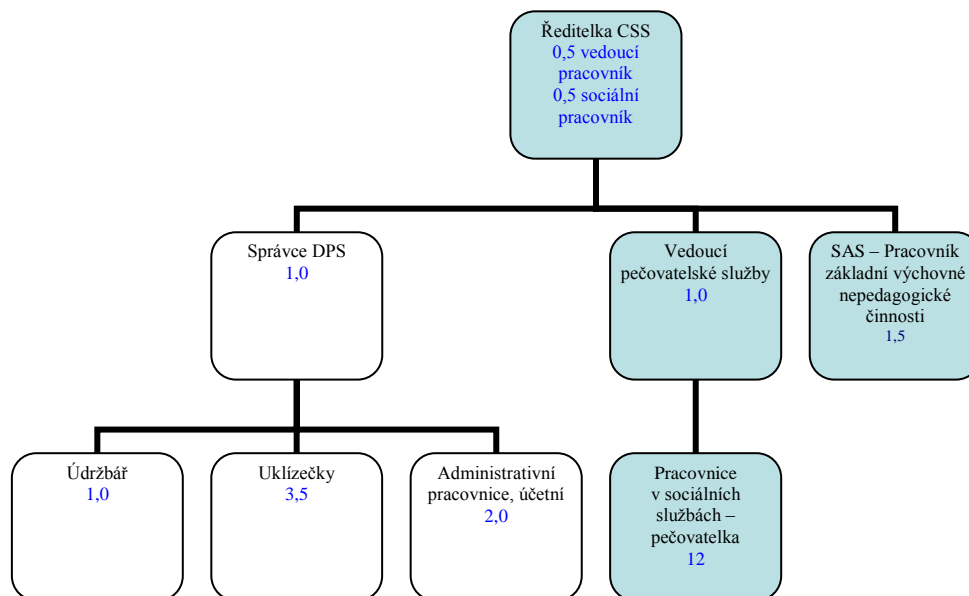 Ředitelka CSS
0,5 vedoucí
pracovník
0,5 sociální
pracovník
Správce DPS
1,0
Vedoucí
pečovatelské služby
1,0
SAS – Pracovník
základní výchovné
nepedagogické
činnosti
1,5
Údržbář
1,0
Uklízečky
3,5
Administrativní
pracovnice, účetní
2,0
Pracovnice
v sociálních
službách –
pečovatelka
12